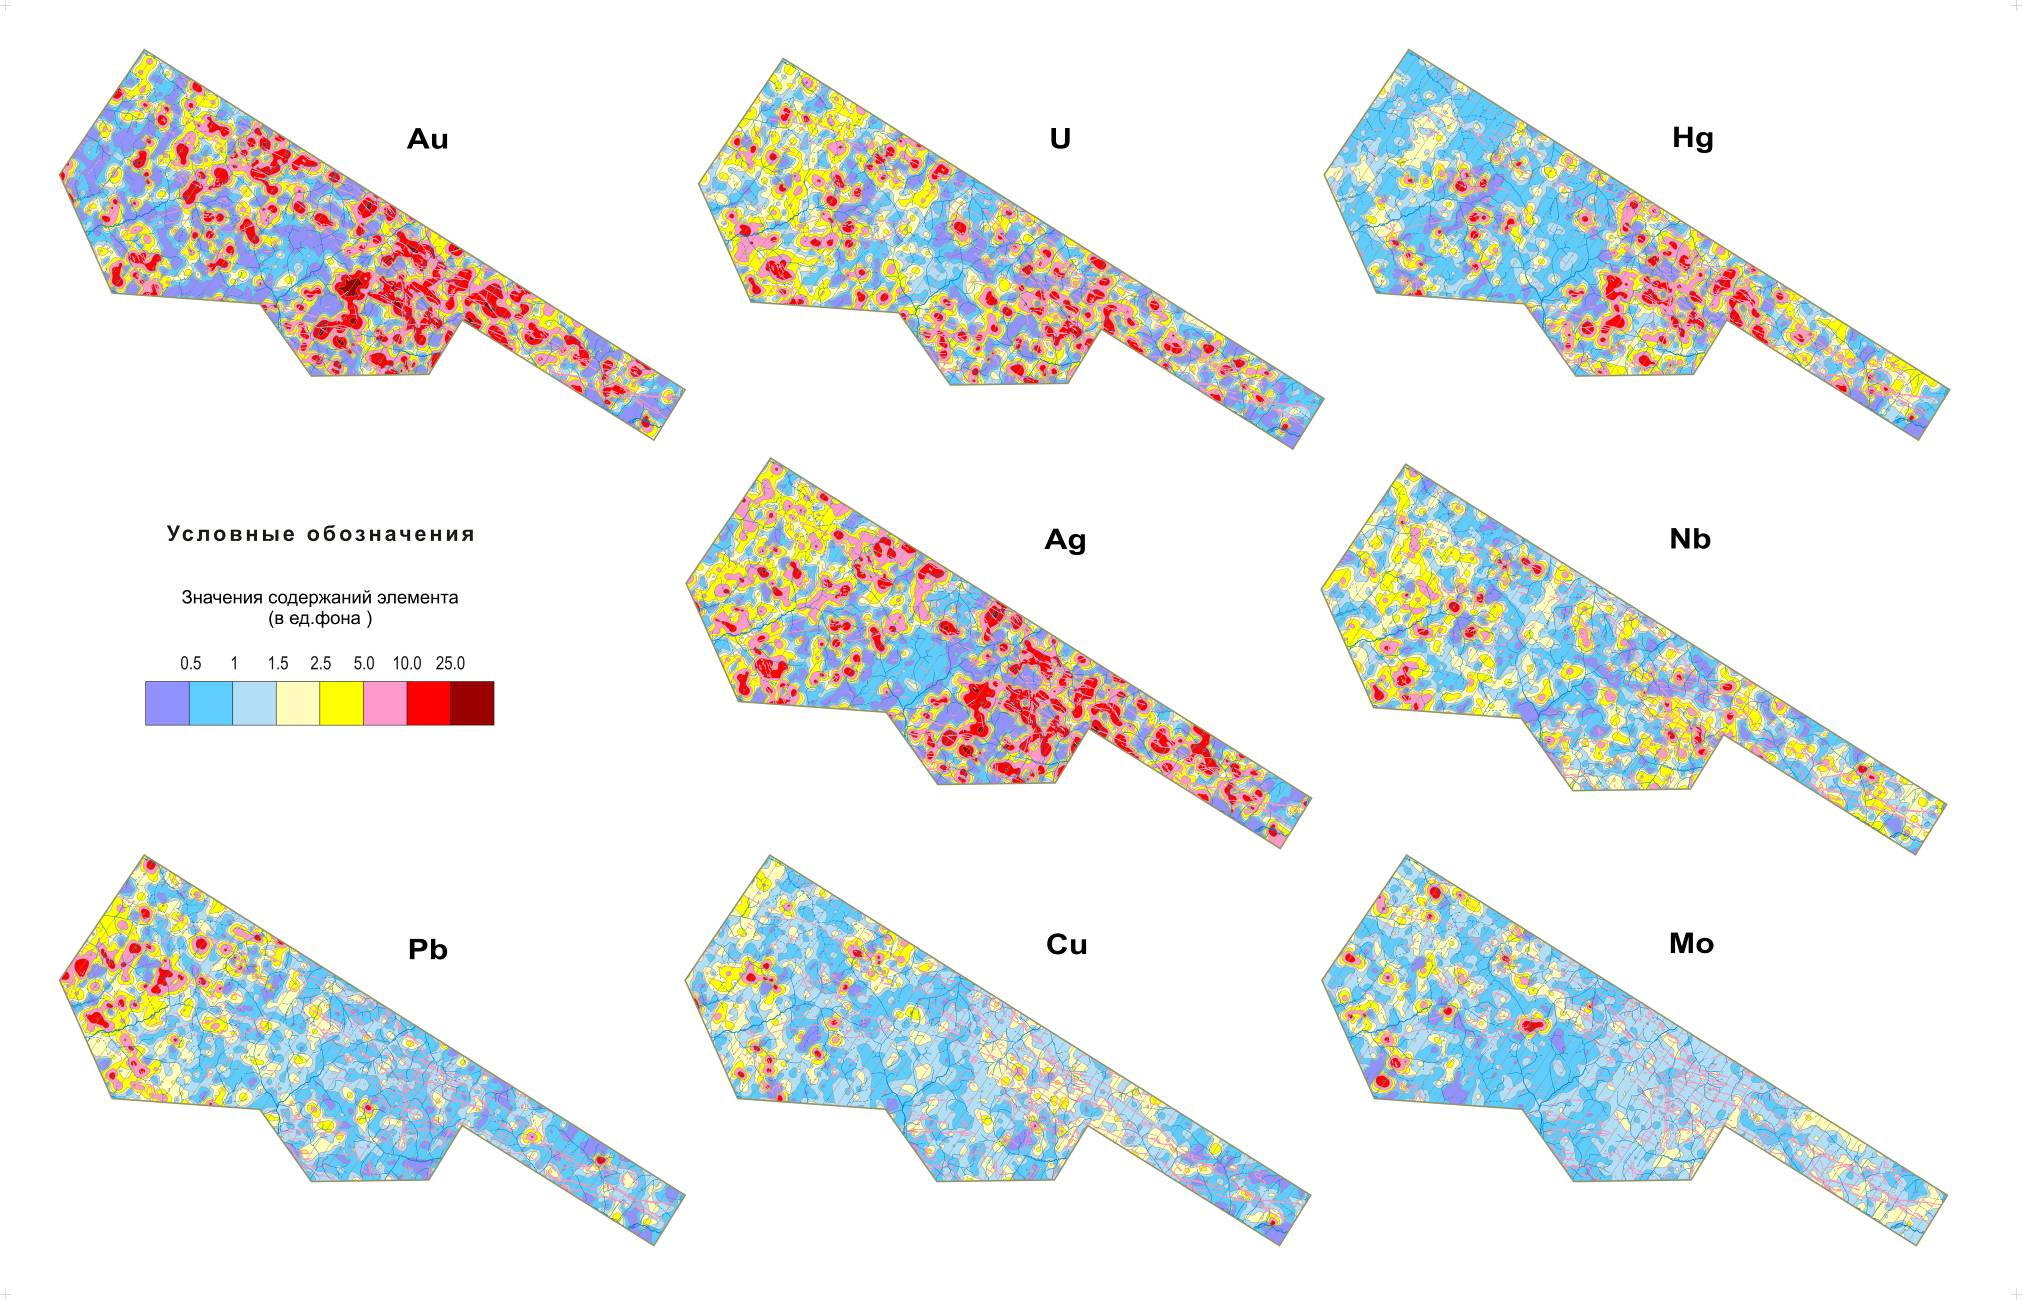 Au
U
Hg
Условные обозначения
Значения содержаний элемента
(в ед.фона )
0.5 1 1.5 2.5 5.0 10.0 25.0
Ag
Nb
Pb
Cu
Mo